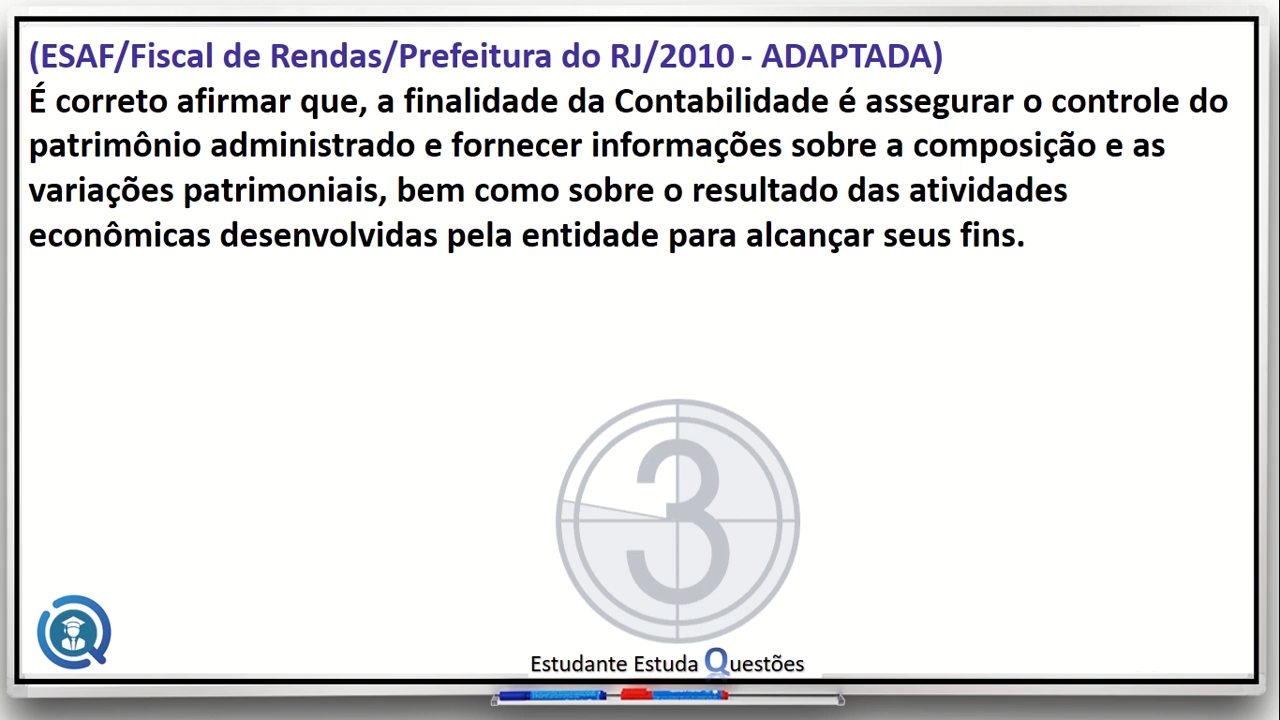 (ESAF/Fiscal de Rendas/Prefeitura do RJ/2010 - ADAPTADA)
É correto afirmar que, a finalidade da Contabilidade é assegurar o controle do
patrimônio administrado e fornecer informações sobre a composição e as
variações patrimoniais, bem como sobre o resultado das atividades
econômicas desenvolvidas pela entidade para alcançar seus fins.
3
Estudante Estuda Questões